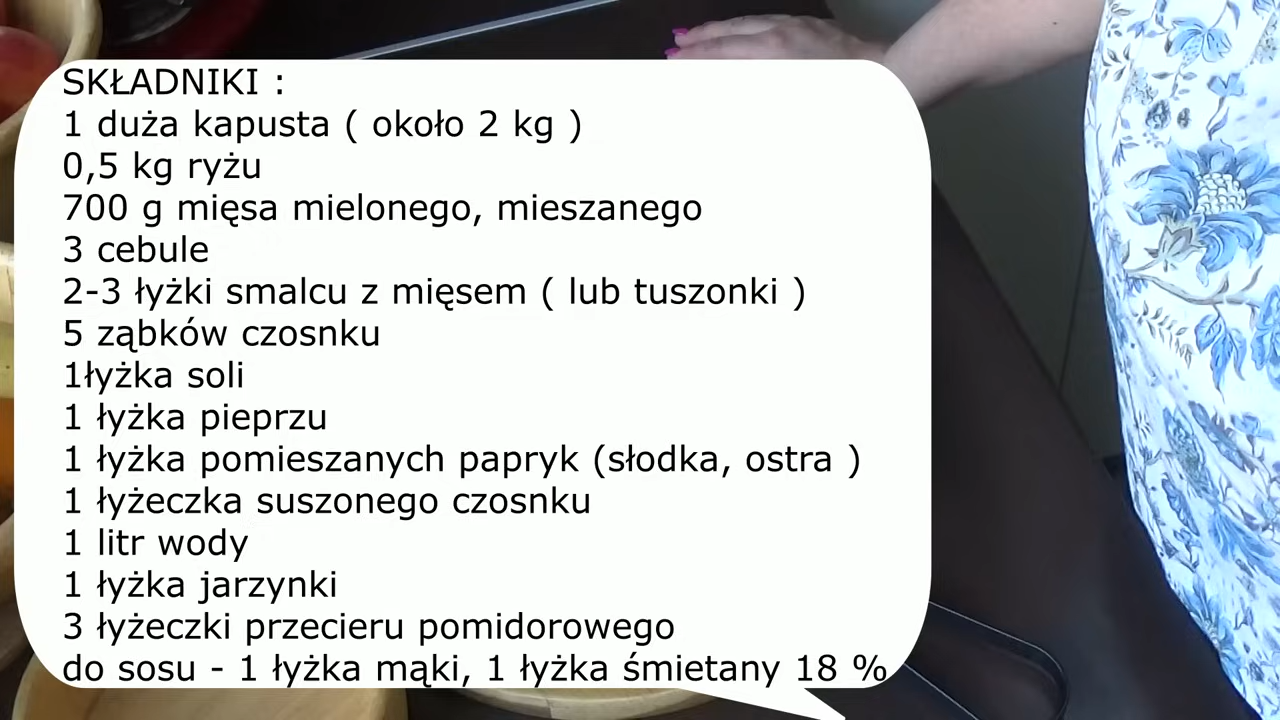 SKŁADNIKI :
1 duża kapusta ( około 2 kg )
0,5 kg ryżu
700 g mięsa mielonego, mieszanego
3 cebule
2-3 łyżki smalcu z mięsem ( lub tuszonki )
5 ząbków czosnku
1łyżka soli
1 łyżka pieprzu
1 łyżka pomieszanych papryk (słodka, ostra )
1 łyżeczka suszonego czosnku
1 litr wody
1 łyżka jarzynki
3 łyżeczki przecieru pomidorowego
do sosu - 1 łyżka mąki, 1 łyżka śmietany 18 %